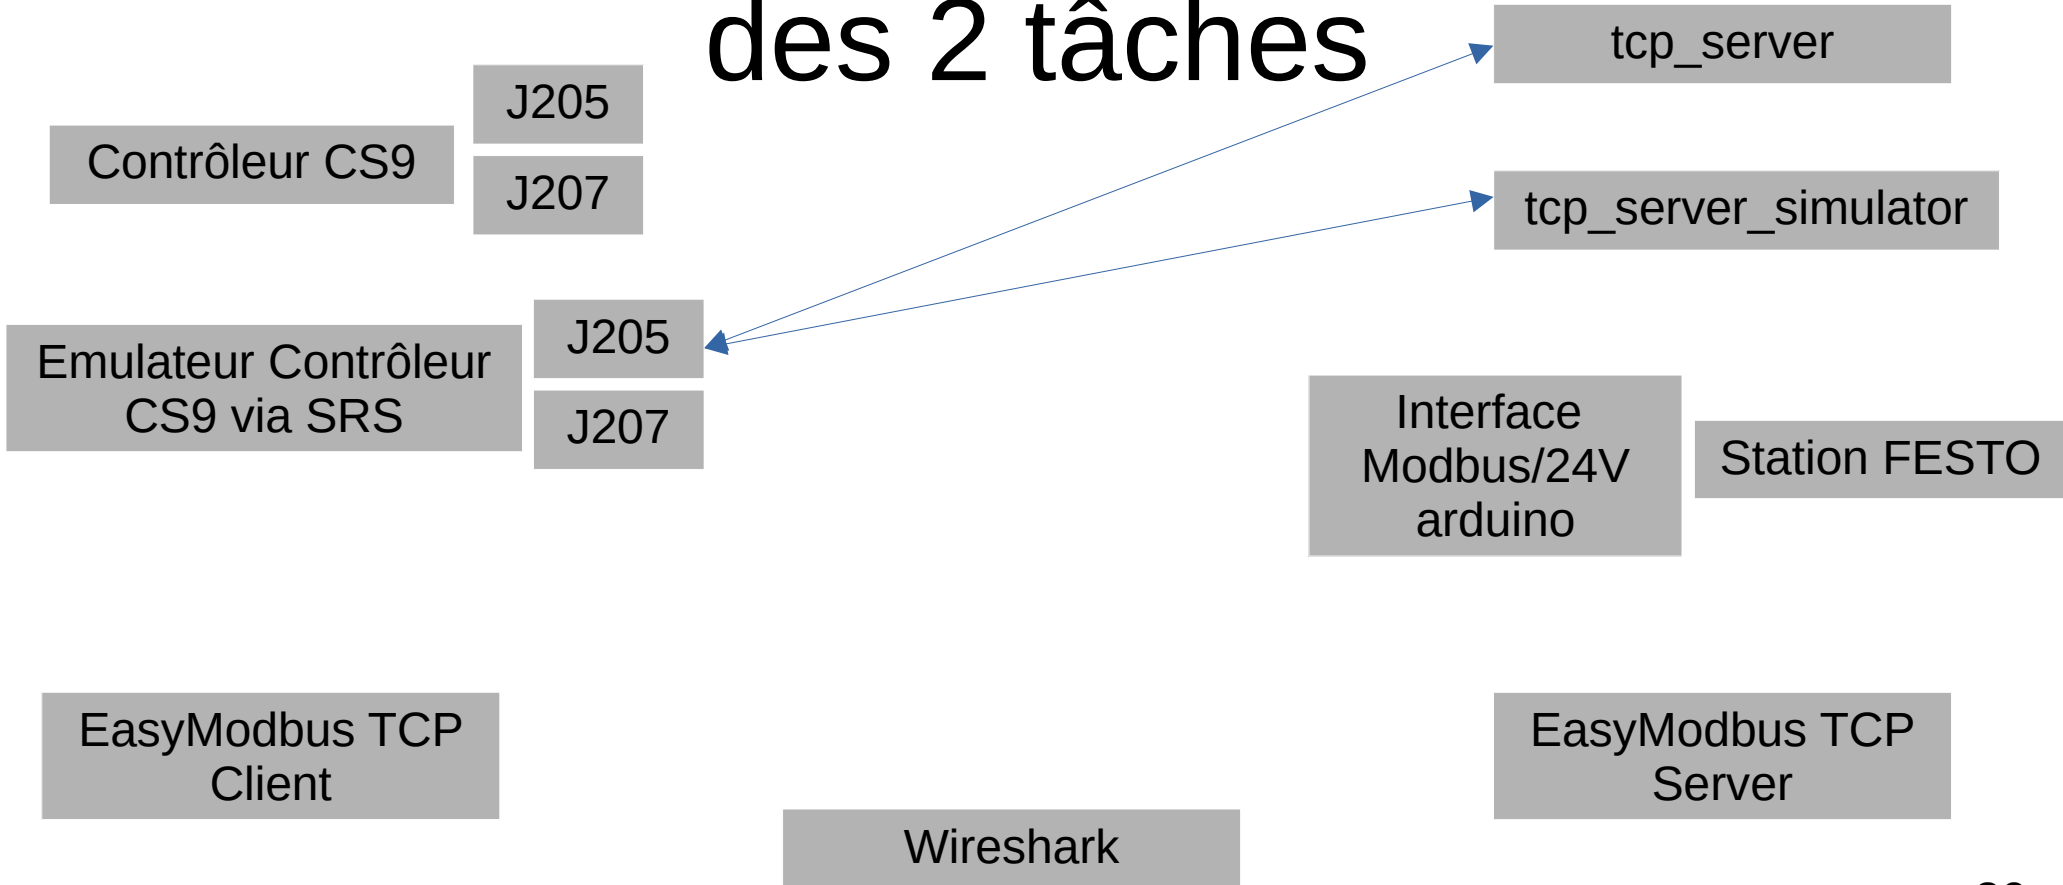 des 2 tâches
tcp_server
J205
Contrôleur CS9
J207
tcp_server_simulator
J205
Emulateur Contrôleur
CS9 via SRS
J207
Interface
Modbus/24V
arduino
Station FESTO
EasyModbus TCP
Client
EasyModbus TCP
Server
Wireshark